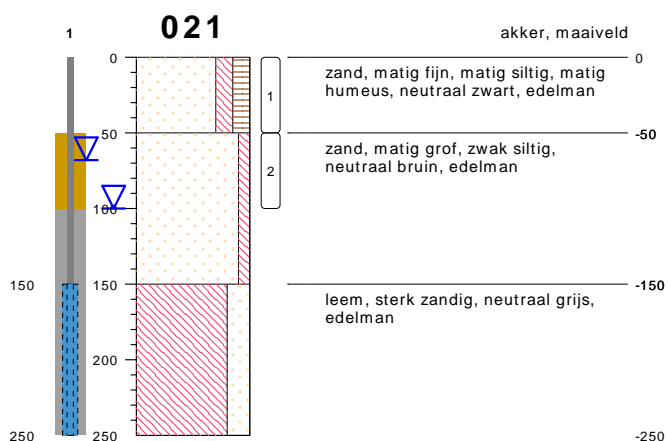 021
1
akker, maaiveld
0
0
zand, matig fijn, matig siltig, matig
humeus, neutraal zwart, edelman
1
50
-50
zand, matig grof, zwak siltig,
neutraal bruin, edelman
2
100
150
150
-150
leem, sterk zandig, neutraal grijs,
edelman
200
250
250
-250